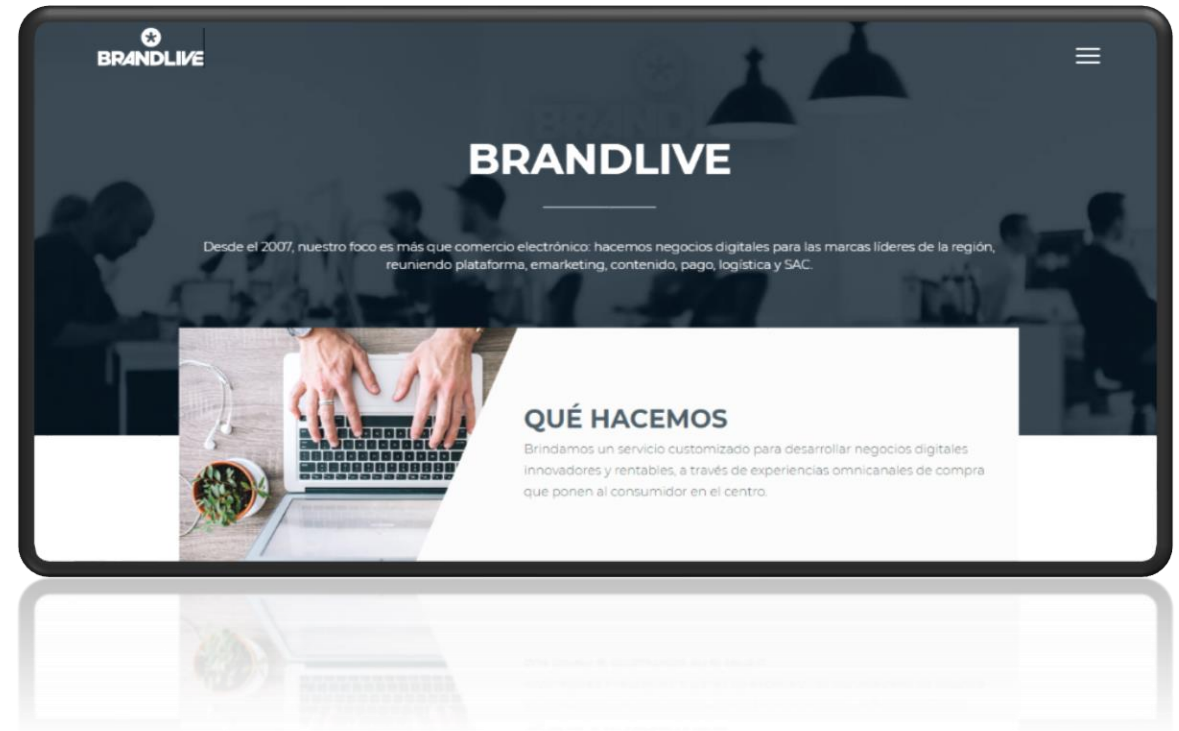 BRANDLIVE
BRANDLIVE
Desde el 2007, nuestro foco es más que comercio electrónico: hacemos negocios digitales para las marcas líderes de la región,
reuniendo plataforma, emarketing, contenido, pago, logística y SAC.
QUÉ HACEMOS
Brindamos un servicio customizado para desarrollar negocios digitales
innovadores y rentables, a través de experiencias omnicanales de compra
que ponen al consumidor en el centro.